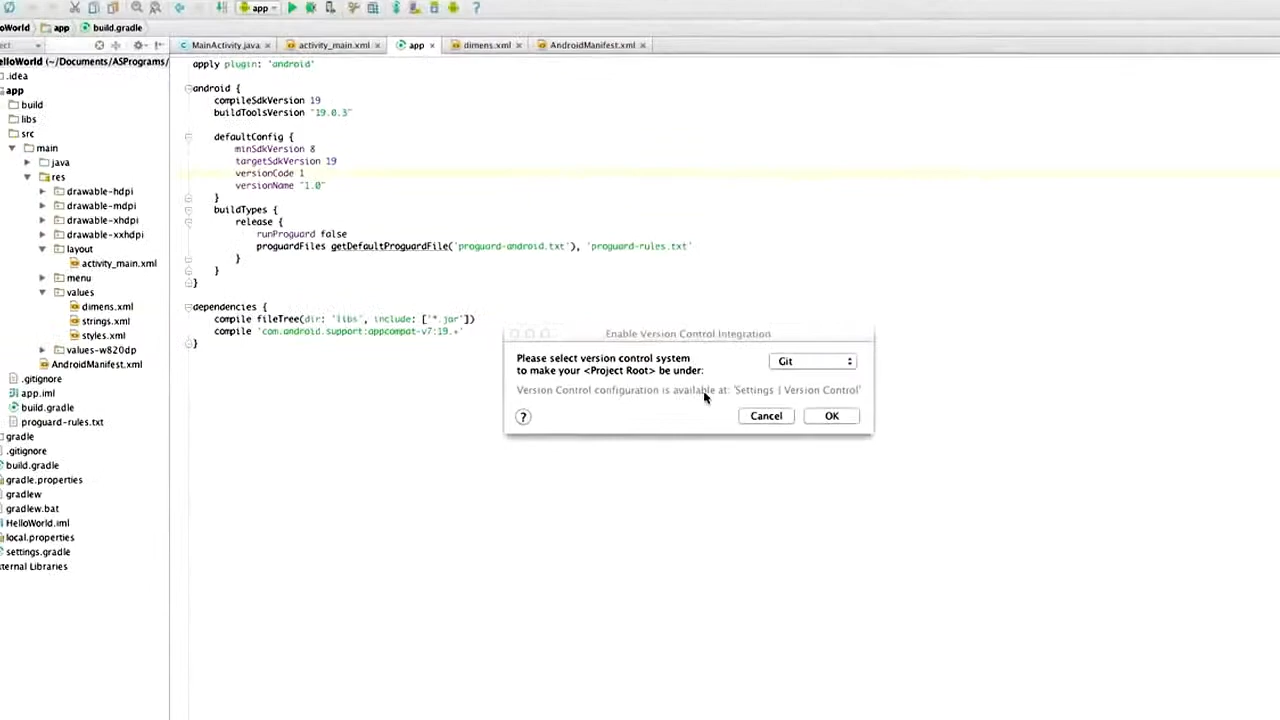 app
oWorld
app
build.gradle
MainActivity.java
activity_main.xml
app
dimens.xml
AndroidManifest.xml
elloWorld (~/Documents/ASPrograms/
.idea
app
build
libs
src
main
java
res
drawable-hdpi
drawable-mdpi
drawable-xhdpi
drawable-xxhdpi
layout
activity_main.xml
menu
values
dimens.xml
strings.xml
styles.xml
values-w820dp
AndroidManifest.xml
.gitignore
app.iml
build.gradle
proguard-rules.txt
gradle
.gitignore
build.gradle
gradle.properties
gradlew
gradlew.bat
HelloWorld.iml
local.properties
settings.gradle
ternal Libraries
apply plugin: 'android'
android {
compileSdkVersion 19
buildToolsVersion "19.0.3"
defaultConfig {
minSdkVersion 8
targetSdkVersion 19
versionCode 1
versionName "1.0"
}
buildTypes {
release {
runProguard false
proguardFiles getDefaultProguardFile('proguard-android.txt'), 'proguard-rules.txt'
}
}
}
dependencies {
compile fileTree(dir: 'libs', include: ['*.jar'])
compile 'com.android.support:appcompat-v7:19.+'
}
Enable Version Control Integration
Please select version control system
to make your <Project Root> be under:
Git
Version Control configuration is available at: 'Settings | Version Control'
?
Cancel
OK